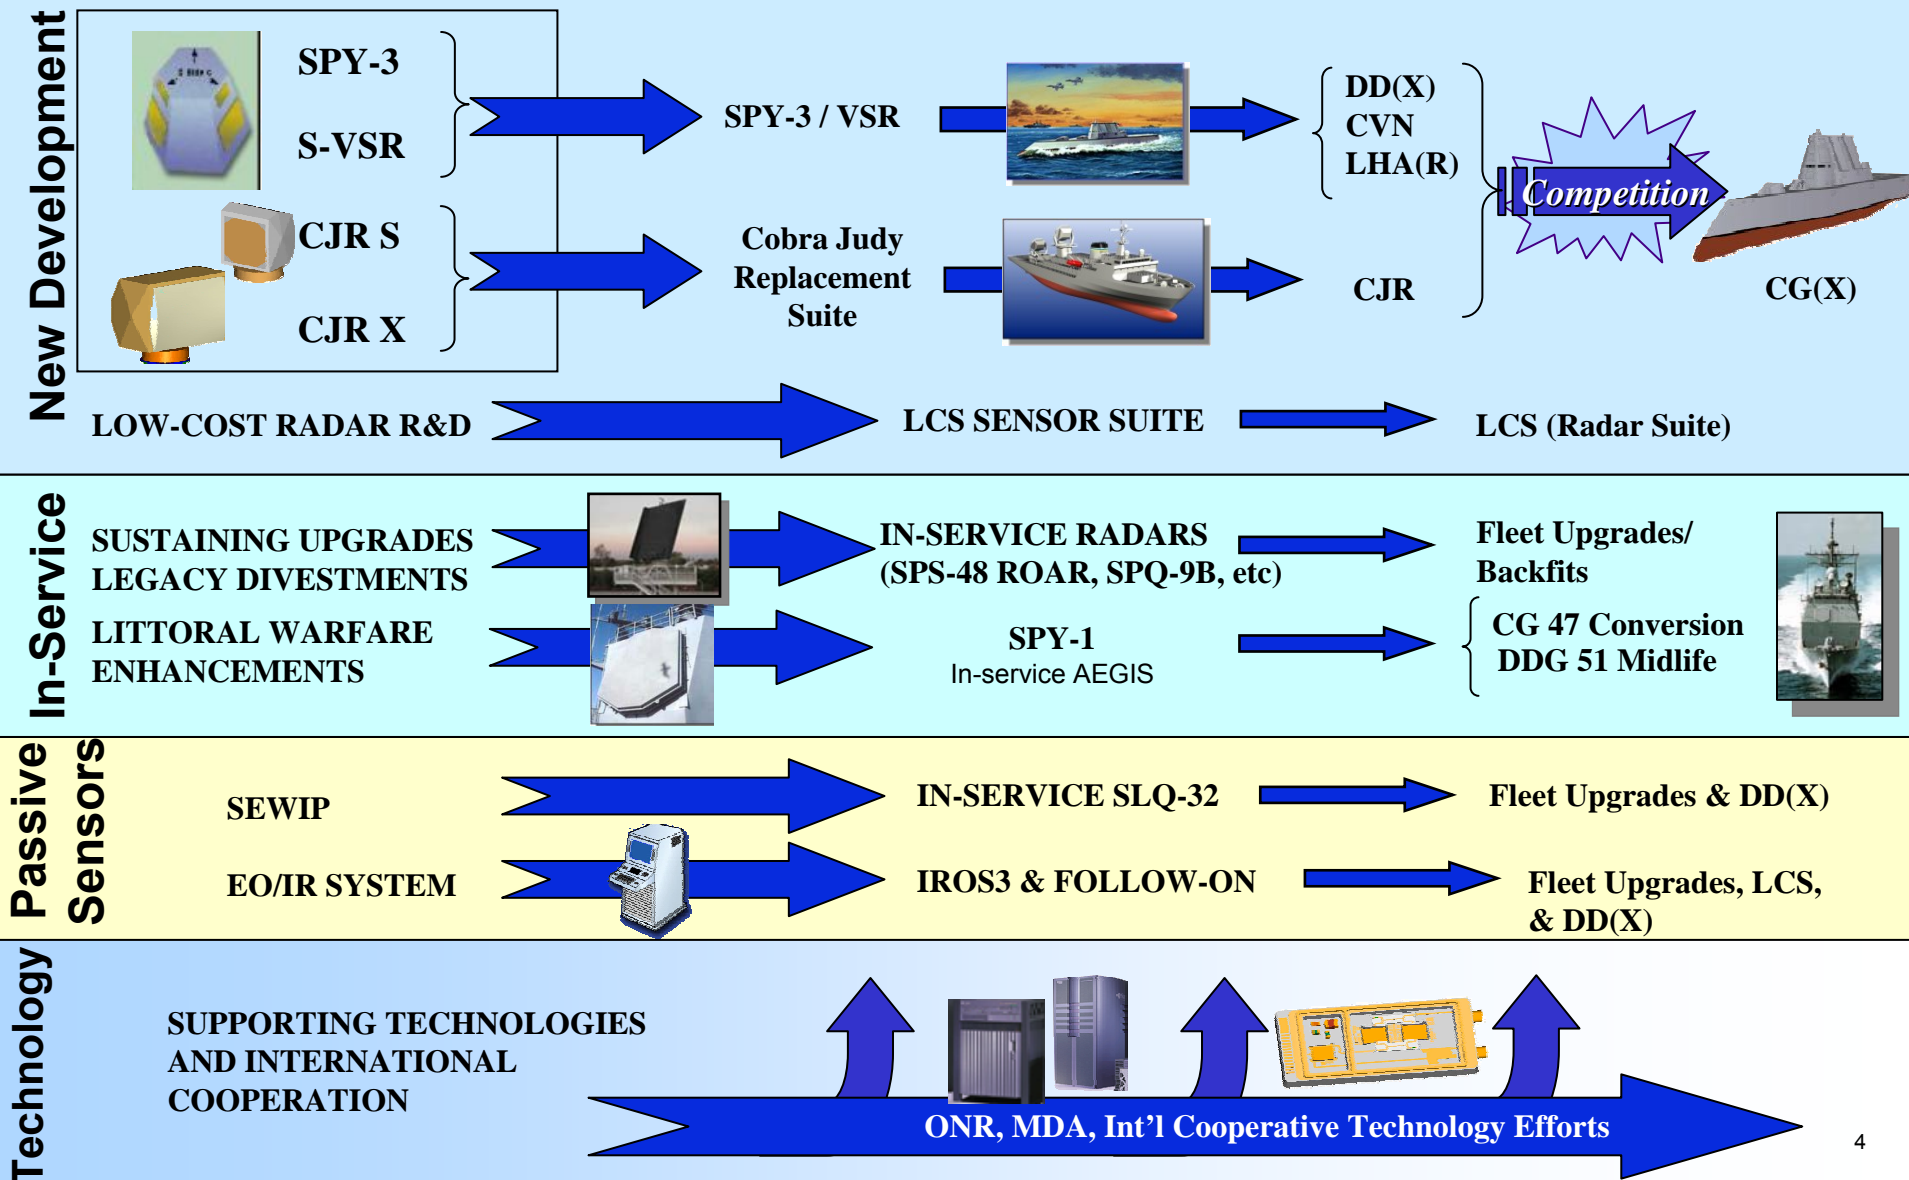 New Development
SPY-3
S-VSR
SPY-3 / VSR
DD(X)
CVN
LHA(R)
Competition
CG(X)
CJR S
CJR X
Cobra Judy
Replacement
Suite
CJR
LOW-COST RADAR R&D
LCS SENSOR SUITE
LCS (Radar Suite)
In-Service
SUSTAINING UPGRADES
LEGACY DIVESTMENTS
IN-SERVICE RADARS
(SPS-48 ROAR, SPQ-9B, etc)
Fleet Upgrades/
Backfits
LITTORAL WARFARE
ENHANCEMENTS
SPY-1
In-service AEGIS
CG 47 Conversion
DDG 51 Midlife
Passive
Sensors
SEWIP
IN-SERVICE SLQ-32
Fleet Upgrades & DD(X)
EO/IR SYSTEM
IROS3 & FOLLOW-ON
Fleet Upgrades, LCS,
& DD(X)
Technology
SUPPORTING TECHNOLOGIES
AND INTERNATIONAL
COOPERATION
ONR, MDA, Int'l Cooperative Technology Efforts
4